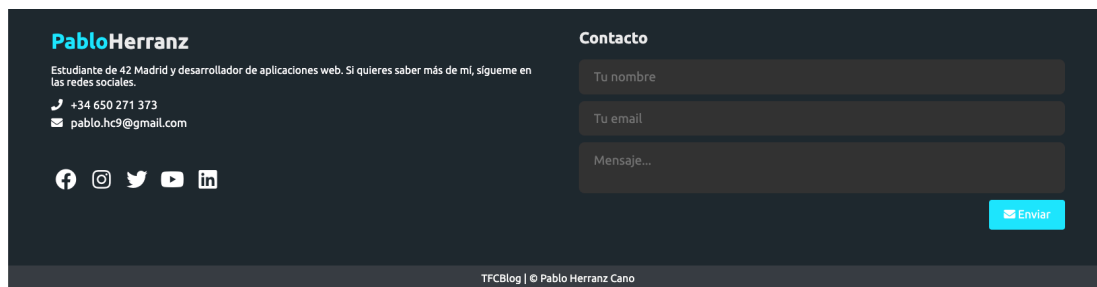 PabloHerranz
Estudiante de 42 Madrid y desarrollador de aplicaciones web. Si quieres saber más de mí, sígueme en
las redes sociales.
+34 650 271 373
pablo.hc9@gmail.com
Contacto
Tu nombre
Tu email
Mensaje...
Enviar
TFCBlog | © Pablo Herranz Cano